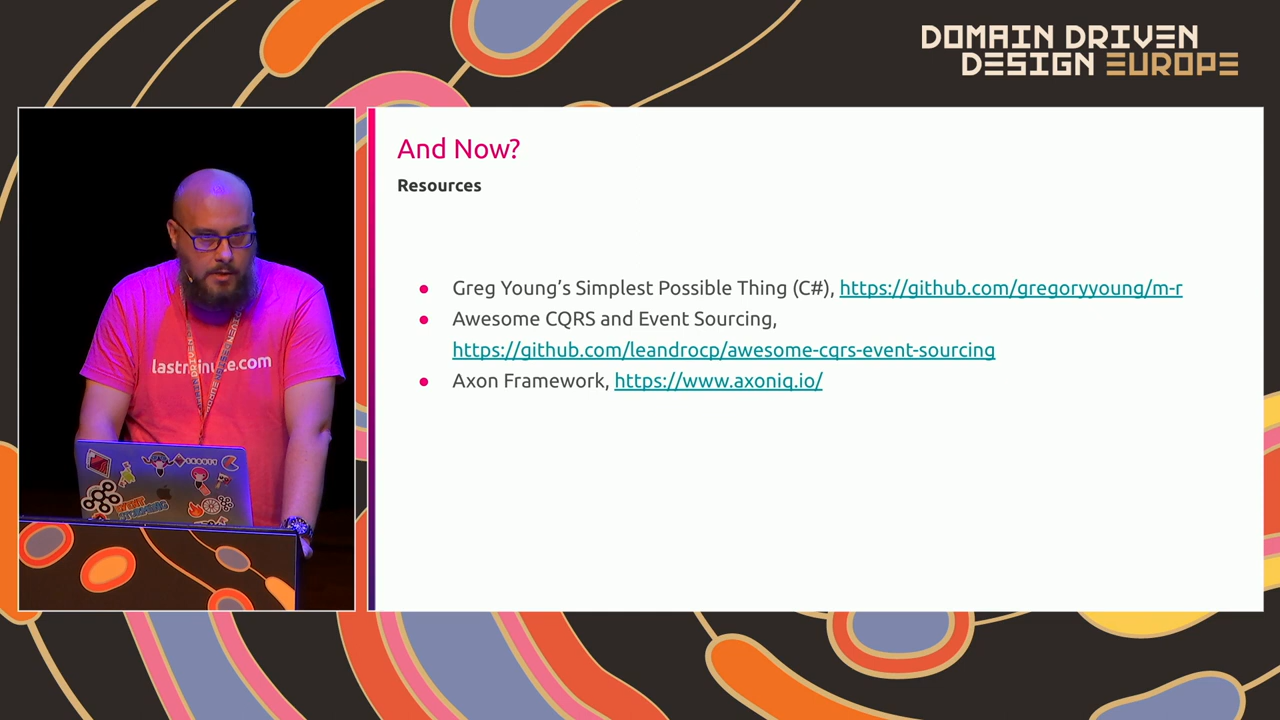 DOMAIN DRIVEN
DESIGN EUROPE
And Now?
Resources
● Greg Young’s Simplest Possible Thing (C#), https://github.com/gregoryyoung/m-r
● Awesome CQRS and Event Sourcing,
https://github.com/leandrocp/awesome-cqrs-event-sourcing
● Axon Framework, https://www.axoniq.io/
lastminute.com